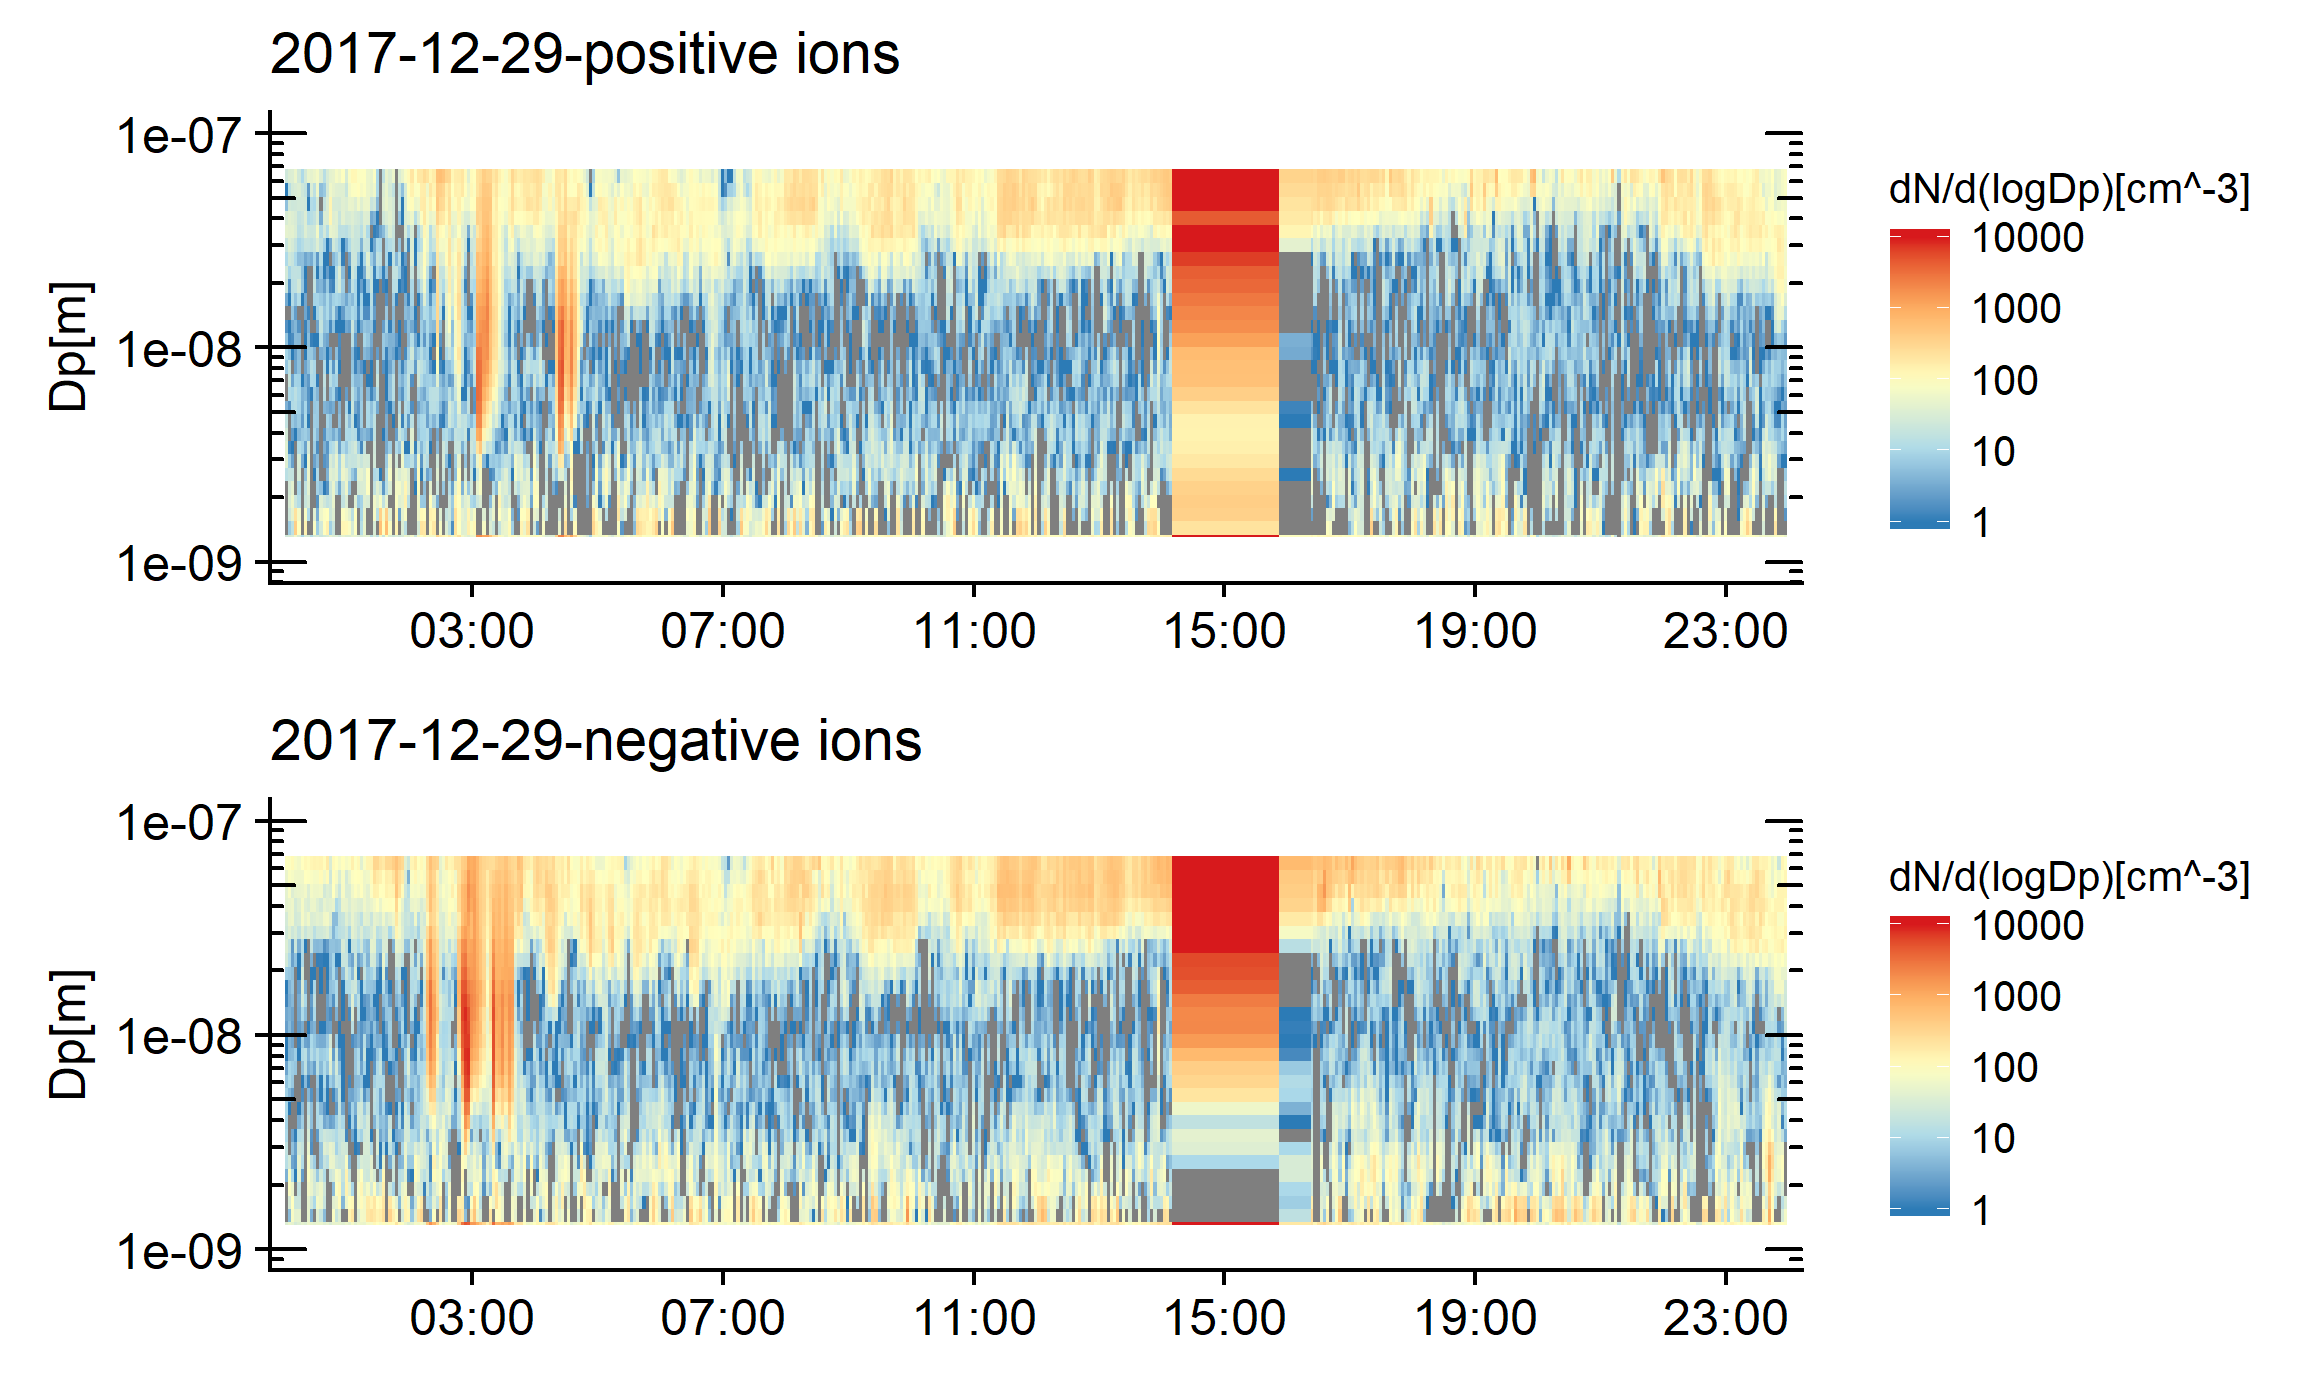 2017-12-29-positive ions
1e-07
1e-08
1e-09
Dp[m]
03:00 07:00 11:00 15:00 19:00 23:00
dN/d(logDp)[cm^-3]
10000
1000
100
10
1
2017-12-29-negative ions
1e-07
1e-08
1e-09
Dp[m]
03:00 07:00 11:00 15:00 19:00 23:00
dN/d(logDp)[cm^-3]
10000
1000
100
10
1